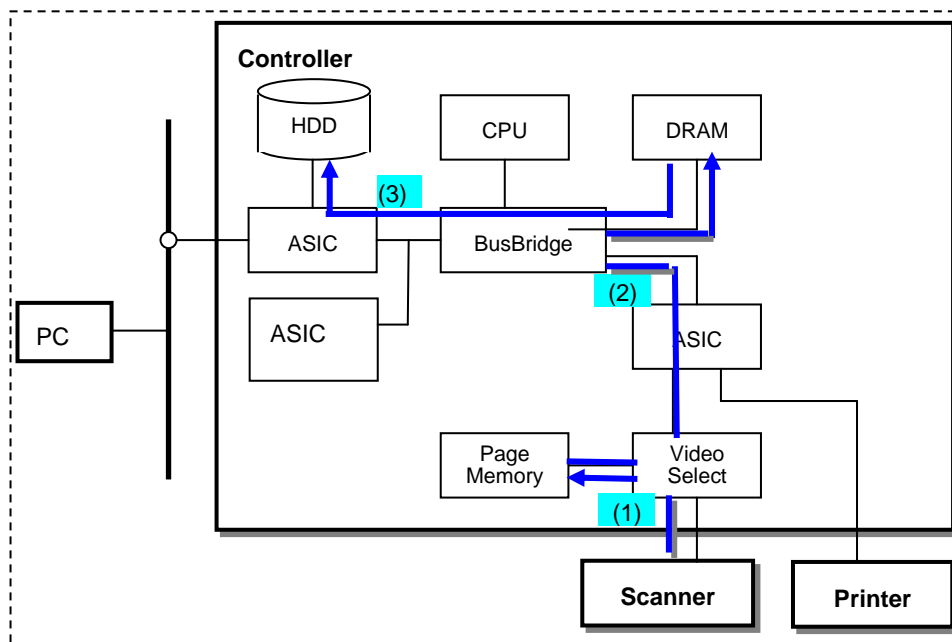 Controller
HDD
CPU
DRAM
(3)
ASIC
BusBridge
(2)
PC
ASIC
ASIC
Page
Memory
Video
Select
(1)
Scanner
Printer